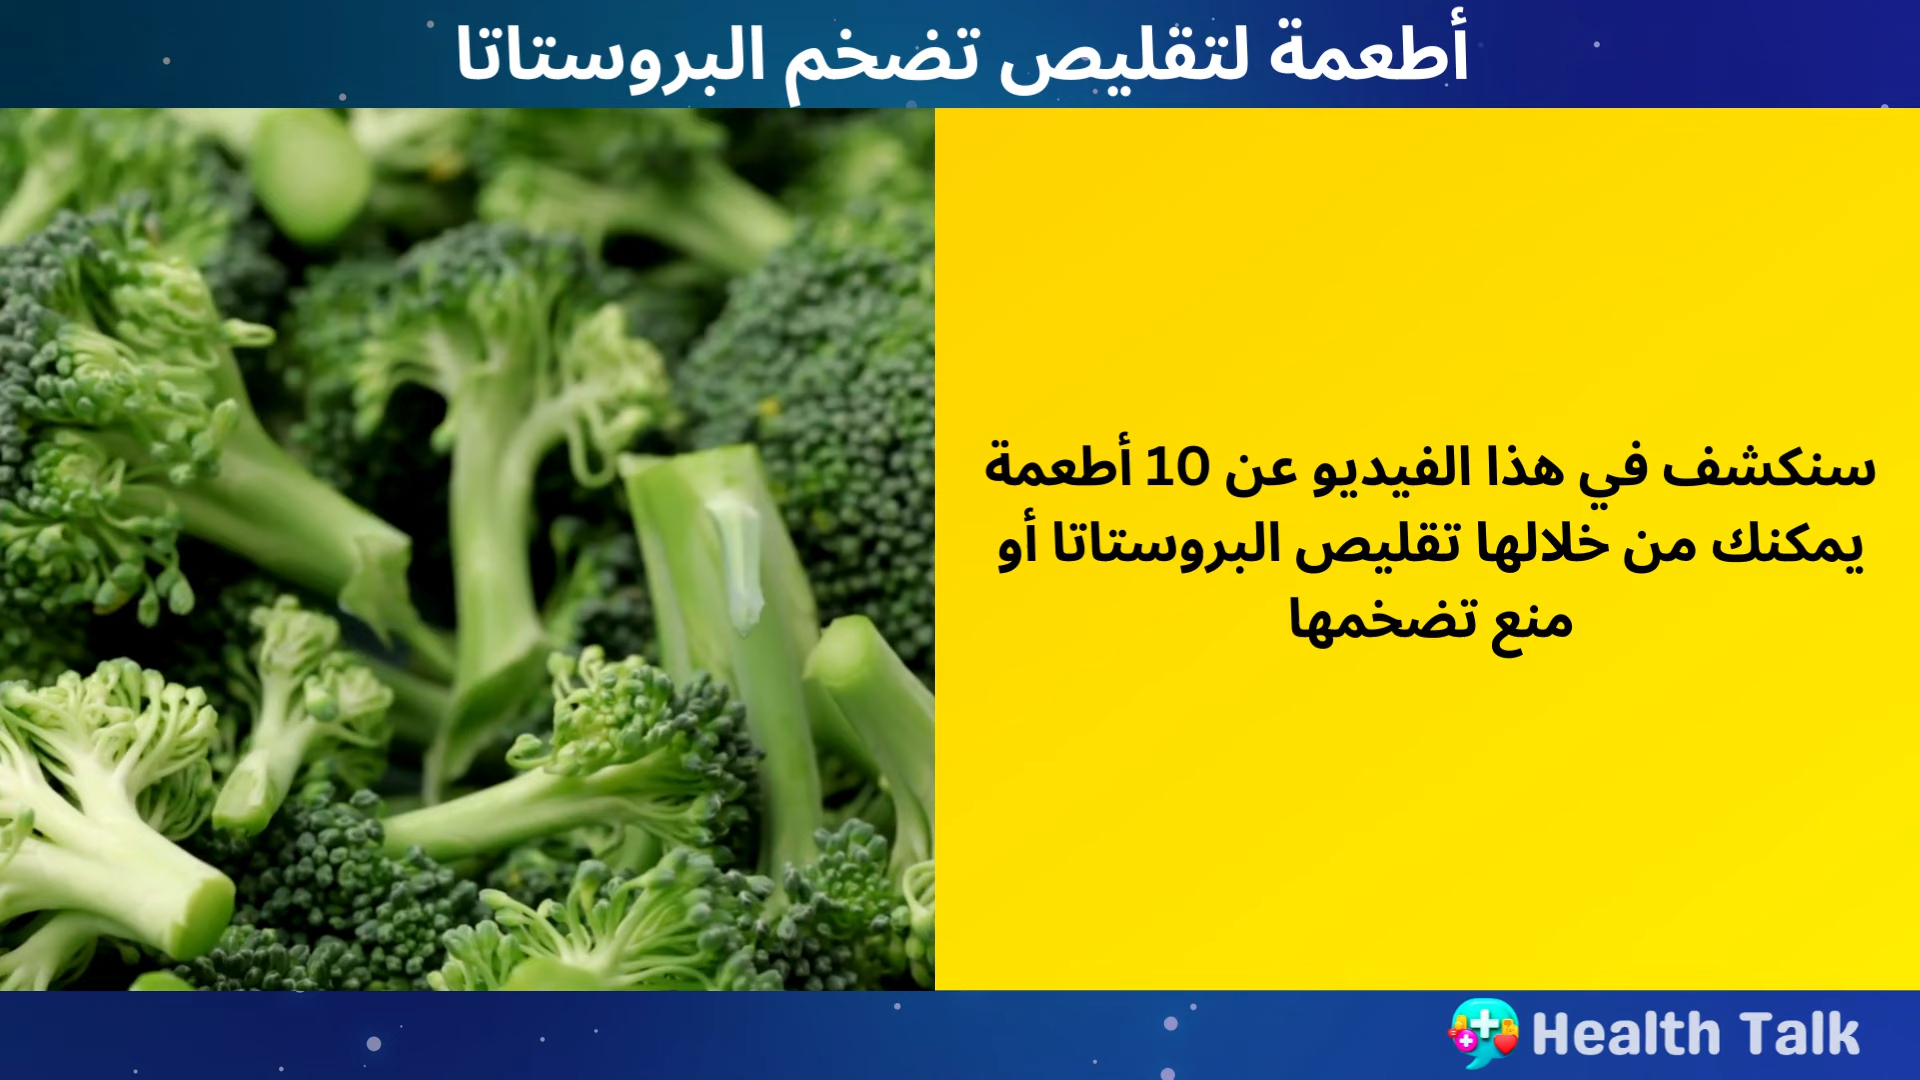 أطعمة لتقليص تضخم البروستاتا
سنكشف في هذا الفيديو عن 10 أطعمة
يمكنك من خلالها تقليص البروستاتا أو
منع تضخمها
Health Talk